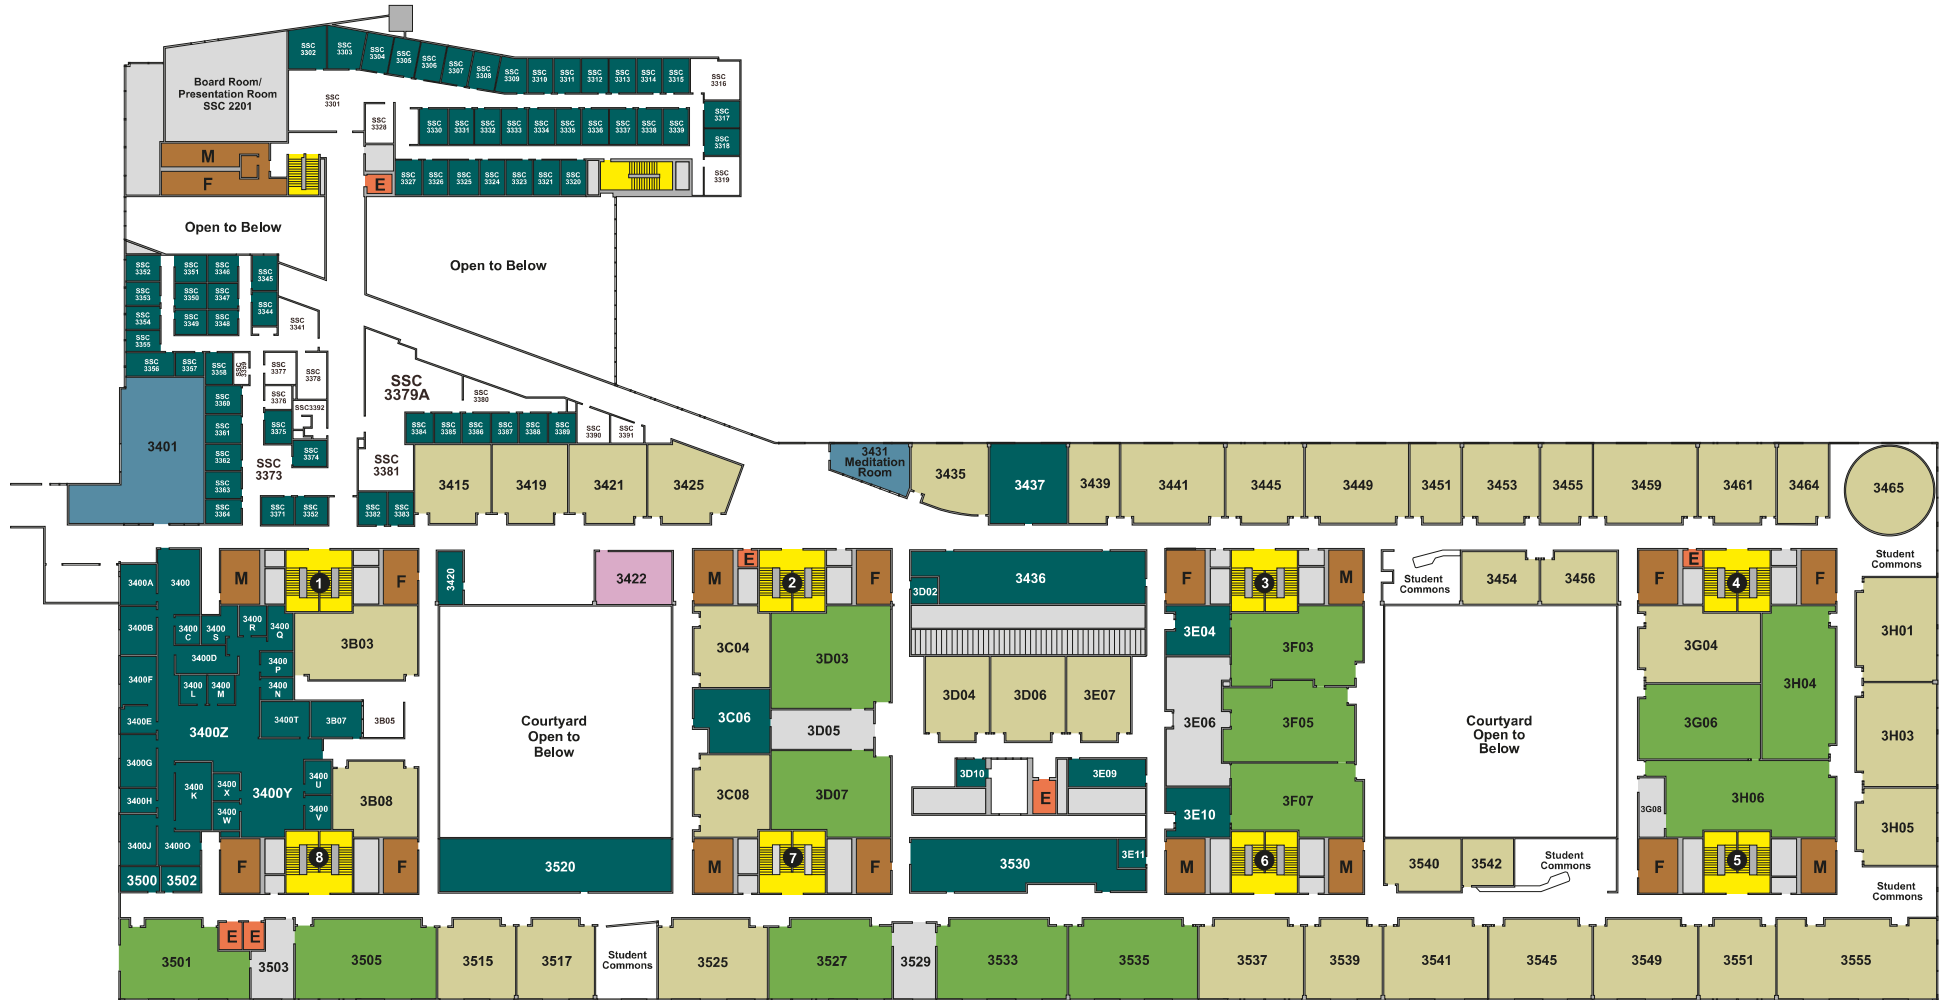 SSC
3302
SSC
3303
SSC
3304
SSC
3305
SSC
3306
SSC
3307
SSC
3308
SSC
3309
SSC
3310
SSC
3311
SSC
3312
SSC
3313
SSC
3314
SSC
3315
SSC
3316
Board Room/
Presentation Room
SSC 2201
SSC
3301
SSC
3328
SSC
3330
SSC
3331
SSC
3332
SSC
3333
SSC
3334
SSC
3335
SSC
3336
SSC
3337
SSC
3338
SSC
3339
SSC
3317
SSC
3318
M
F
E
SSC
3327
SSC
3326
SSC
3325
SSC
3324
SSC
3323
SSC
3321
SSC
3320
SSC
3319
Open to Below
Open to Below
SSC
3352
SSC
3351
SSC
3346
SSC
3345
SSC
3353
SSC
3350
SSC
3347
SSC
3344
SSC
3354
SSC
3349
SSC
3348
SSC
3341
SSC
3355
SSC
3356
SSC
3357
SSC
3358
SSC
3359
SSC
3377
SSC
3378
SSC
3376
SSC3392
SSC
3379A
SSC
3380
3401
SSC
3360
SSC
3361
SSC
3375
SSC
3362
SSC
3374
SSC
3373
SSC
3363
SSC
3364
SSC
3371
SSC
3352
SSC
3384
SSC
3385
SSC
3386
SSC
3387
SSC
3388
SSC
3389
SSC
3390
SSC
3391
SSC
3381
SSC
3382
SSC
3383
3415
3419
3421
3425
3431
Meditation
Room
3435
3437
3439
3441
3445
3449
3451
3453
3455
3459
3461
3464
3465
3400A
3400
M
1
F
3420
3422
M
E
2
F
3436
3D02
F
3
M
Student
Commons
3454
3456
F
E
4
F
Student
Commons
3400B
3400
C
3400
S
3400
R
3400
Q
3B03
3400D
3400
P
3400F
3400
L
3400
M
3400
N
3400E
3400Z
3400T
3B07
3B05
3400G
3400
K
3400
X
3400Y
3400
U
3B08
3400H
3400
W
3400
V
3400J
3400O
3500
3502
F
8
F
Courtyard
Open to
Below
3520
3C04
3D03
3C06
3D05
3C08
3D07
M
7
F
3D04
3D06
3E07
3D10
E
3E09
3530
3E11
3E04
3F03
3E06
3F05
3E10
3F07
M
6
M
Courtyard
Open to
Below
3540
3542
Student
Commons
3G04
3H04
3G06
3G08
3H06
F
5
M
3H01
3H03
3H05
Student
Commons
3501
E
E
3503
3505
3515
3517
Student
Commons
3525
3527
3529
3533
3535
3537
3539
3541
3545
3549
3551
3555